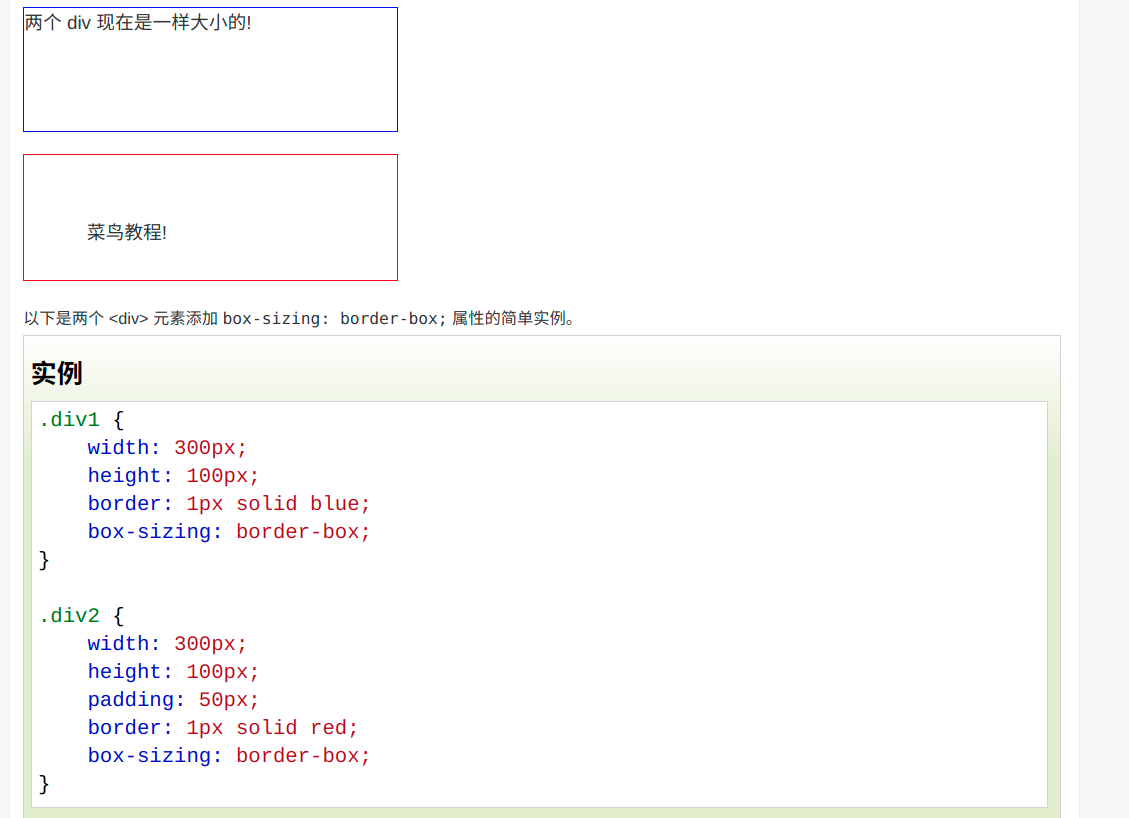 两个 div 现在是一样大小的!
菜鸟教程!
以下是两个 <div> 元素添加 box-sizing: border-box; 属性的简单实例。
实例
.div1 {
    width: 300px;
    height: 100px;
    border: 1px solid blue;
    box-sizing: border-box;
}

.div2 {
    width: 300px;
    height: 100px;
    padding: 50px;
    border: 1px solid red;
    box-sizing: border-box;
}